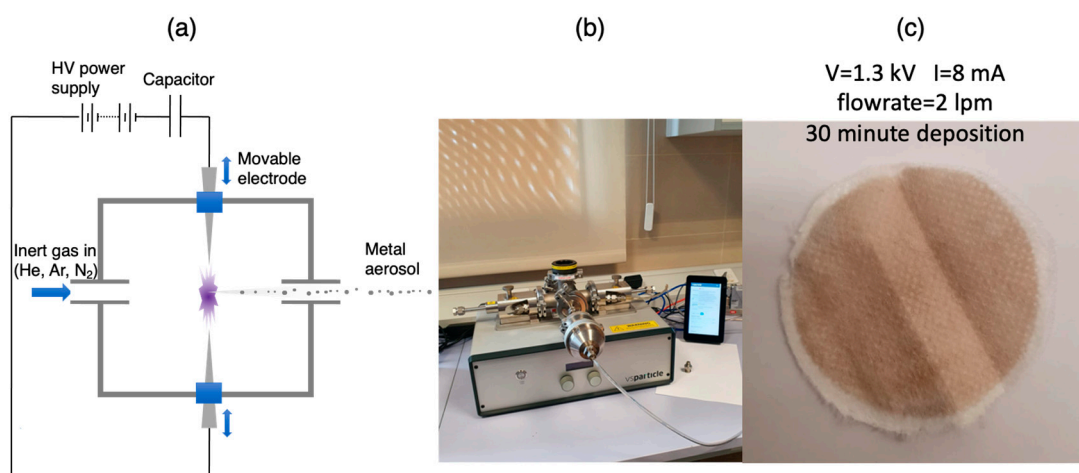 (a)
HV power
supply
Capacitor
Movable
electrode
Inert gas in
(He, Ar, N₂)
Metal
aerosol
(b)
vsparticle
(c)
V=1.3 kV I=8 mA
flowrate=2 lpm
30 minute deposition